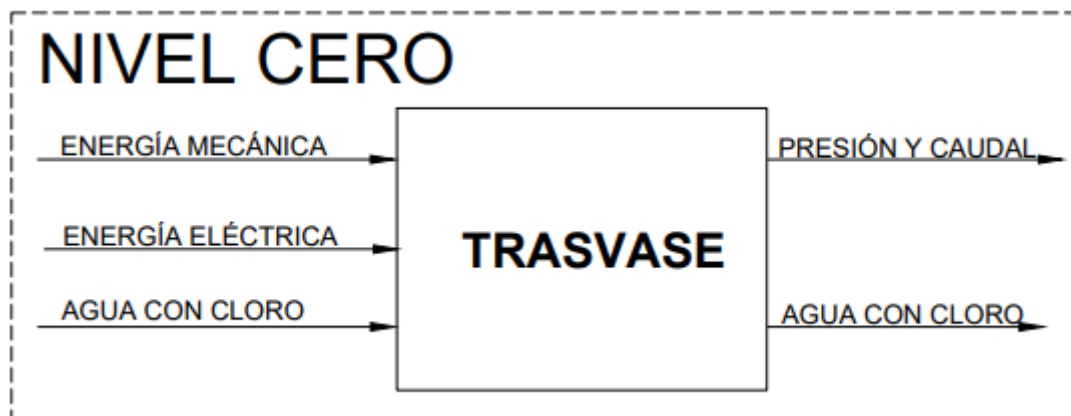 NIVEL CERO
ENERGÍA MECÁNICA
PRESIÓN Y CAUDAL
ENERGÍA ELÉCTRICA
TRASVASE
AGUA CON CLORO
AGUA CON CLORO